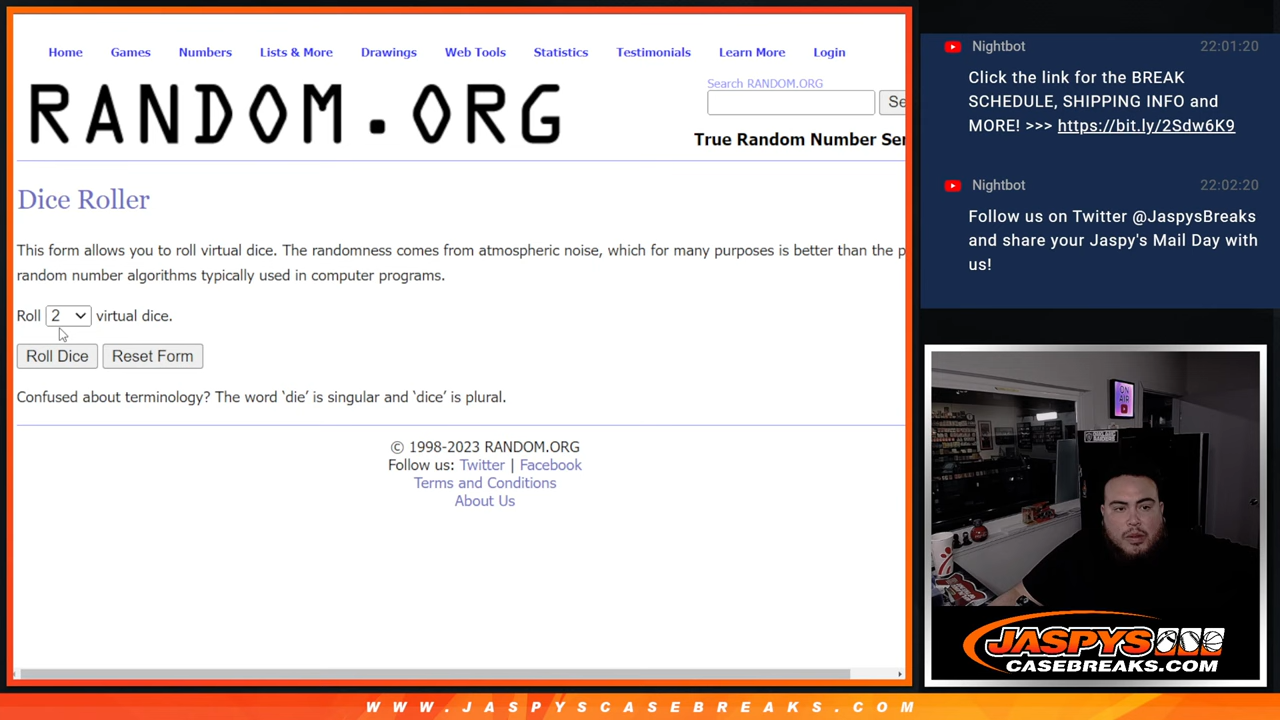 Home Games Numbers Lists & More Drawings Web Tools Statistics Testimonials Learn More Login
RANDOM.ORG
Search RANDOM.ORG
Se
True Random Number Ser
Dice Roller
This form allows you to roll virtual dice. The randomness comes from atmospheric noise, which for many purposes is better than the p
random number algorithms typically used in computer programs.
Roll 2 virtual dice.
Roll Dice Reset Form
Confused about terminology? The word ‘die’ is singular and ‘dice’ is plural.
© 1998-2023 RANDOM.ORG
Follow us: Twitter | Facebook
Terms and Conditions
About Us
Nightbot 22:01:20
Click the link for the BREAK
SCHEDULE, SHIPPING INFO and
MORE! >>> https://bit.ly/2Sdw6K9
Nightbot 22:02:20
Follow us on Twitter @JaspysBreaks
and share your Jaspy's Mail Day with
us!
ON
AIR
JASPYS
CASEBREAKS.COM
WWW.JASPYSCASEBREAKS.COM